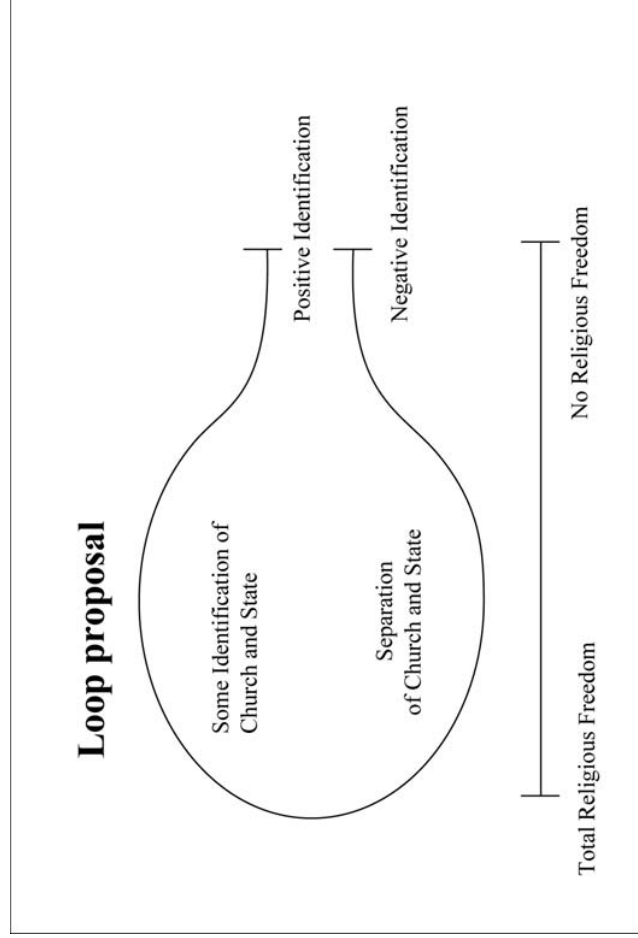 Loop proposal
Some Identification of
Church and State
Positive Identification
Separation
of Church and State
Negative Identification
Total Religious Freedom
No Religious Freedom